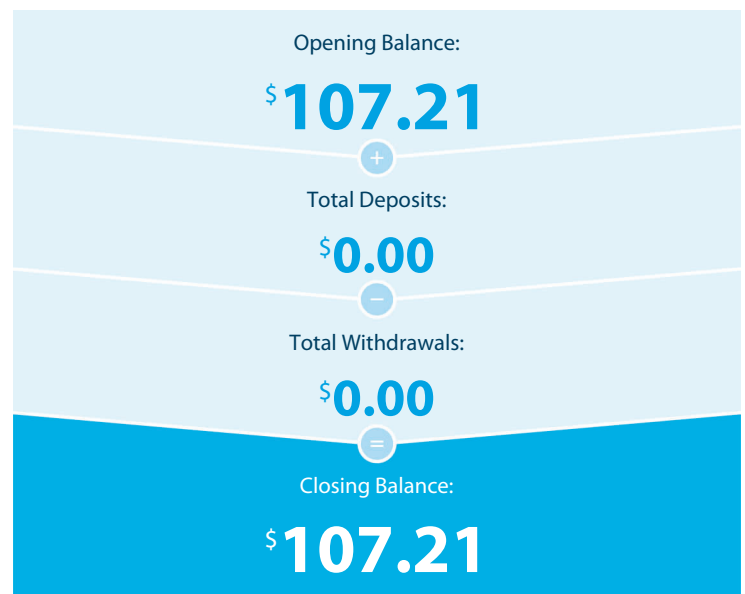 Opening Balance:
$107.21
+
Total Deposits:
$0.00
−
Total Withdrawals:
$0.00
=
Closing Balance:
$107.21